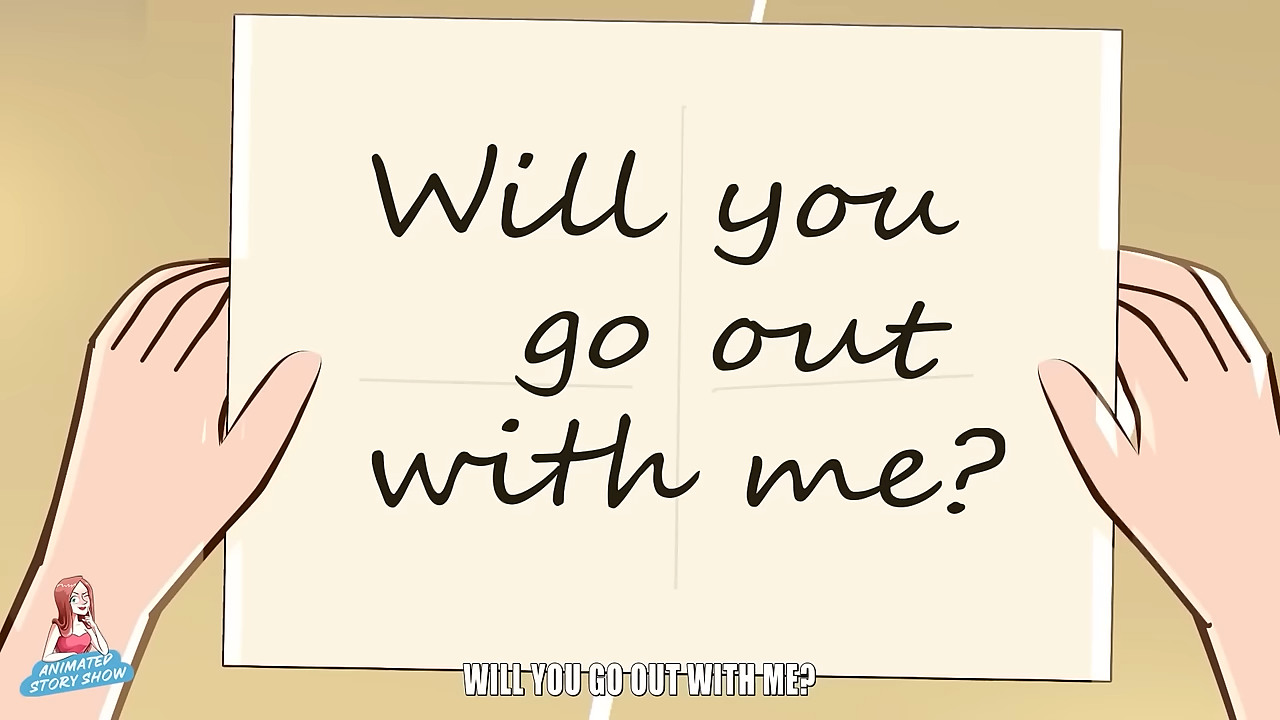 Will you
go out
with me?
ANIMATED
STORY SHOW
WILL YOU GO OUT WITH ME?